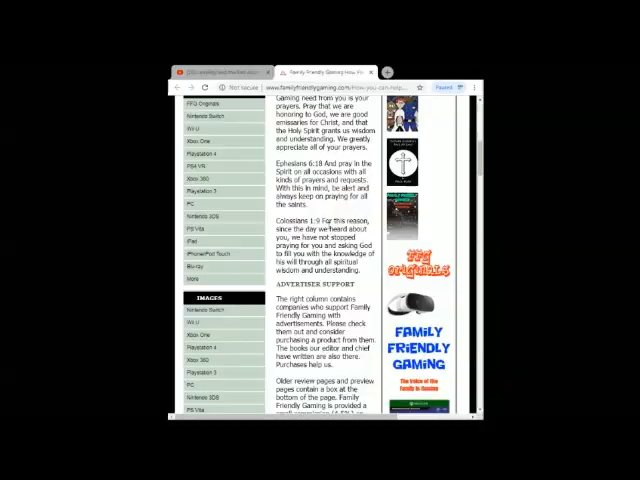 Family Friendly Gaming How
Not secure
www.familyfriendlygaming.com/How-you-can-help
Paused
FFG Originals
Nintendo Switch
Wii U
Xbox One
Playstation 4
PS4 VR
Xbox 360
Playstation 3
PC
Nintendo 3DS
PS Vita
iPad
iPhone/iPod Touch
Blu-ray
More
IMAGES
Nintendo Switch
Wii U
Xbox One
Playstation 4
Xbox 360
Playstation 3
PC
Nintendo 3DS
PS Vita
Gaming need from you is your
prayers. Pray that we are
honoring to God, we are good
emissaries for Christ, and that
the Holy Spirit grants us wisdom
and understanding. We greatly
appreciate all of your prayers.
Ephesians 6:18 And pray in the
Spirit on all occasions with all
kinds of prayers and requests.
With this in mind, be alert and
always keep on praying for all
the saints.
Colossians 1:9 For this reason,
since the day we heard about
you, we have not stopped
praying for you and asking God
to fill you with the knowledge of
his will through all spiritual
wisdom and understanding.
ADVERTISER SUPPORT
The right column contains
companies who support Family
Friendly Gaming with
advertisements. Please check
them out and consider
purchasing a product from them.
The books our editor and chief
have written are also there.
Purchases help us.
Older review pages and preview
pages contain a box at the
bottom of the page. Family
Friendly Gaming is provided a
FFG
ORIGINALS
FAMILY
FRIENDLY
GAMING
The Voice of the
Family in Gaming